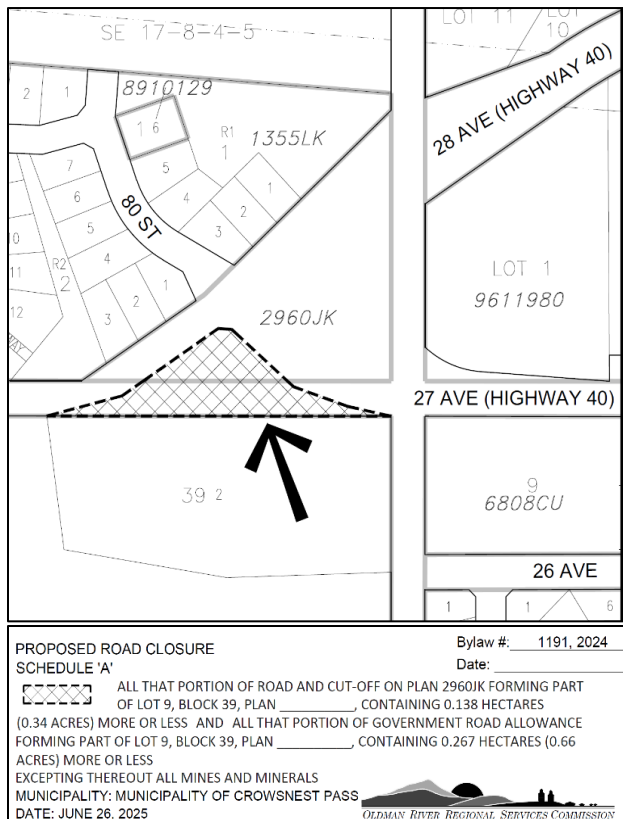 SE 17-8-4-5
LOT 11
LOT
10
28 AVE (HIGHWAY 40)
2
1
8910129
16
R1
1
1355LK
5
4
3
2
1
80 ST
7
6
5
4
R2
2
3
2
1
10
11
12
WAY
LOT 1
9611980
2960JK
27 AVE (HIGHWAY 40)
39 2
9
6808CU
26 AVE
1
1
6
PROPOSED ROAD CLOSURE
SCHEDULE 'A'
Bylaw #: 1191, 2024
Date:
ALL THAT PORTION OF ROAD AND CUT-OFF ON PLAN 2960JK FORMING PART
OF LOT 9, BLOCK 39, PLAN __________, CONTAINING 0.138 HECTARES
(0.34 ACRES) MORE OR LESS AND ALL THAT PORTION OF GOVERNMENT ROAD ALLOWANCE
FORMING PART OF LOT 9, BLOCK 39, PLAN __________, CONTAINING 0.267 HECTARES (0.66
ACRES) MORE OR LESS
EXCEPTING THEREOUT ALL MINES AND MINERALS
MUNICIPALITY: MUNICIPALITY OF CROWSNEST PASS
DATE: JUNE 26, 2025
OLDMAN RIVER REGIONAL SERVICES COMMISSION